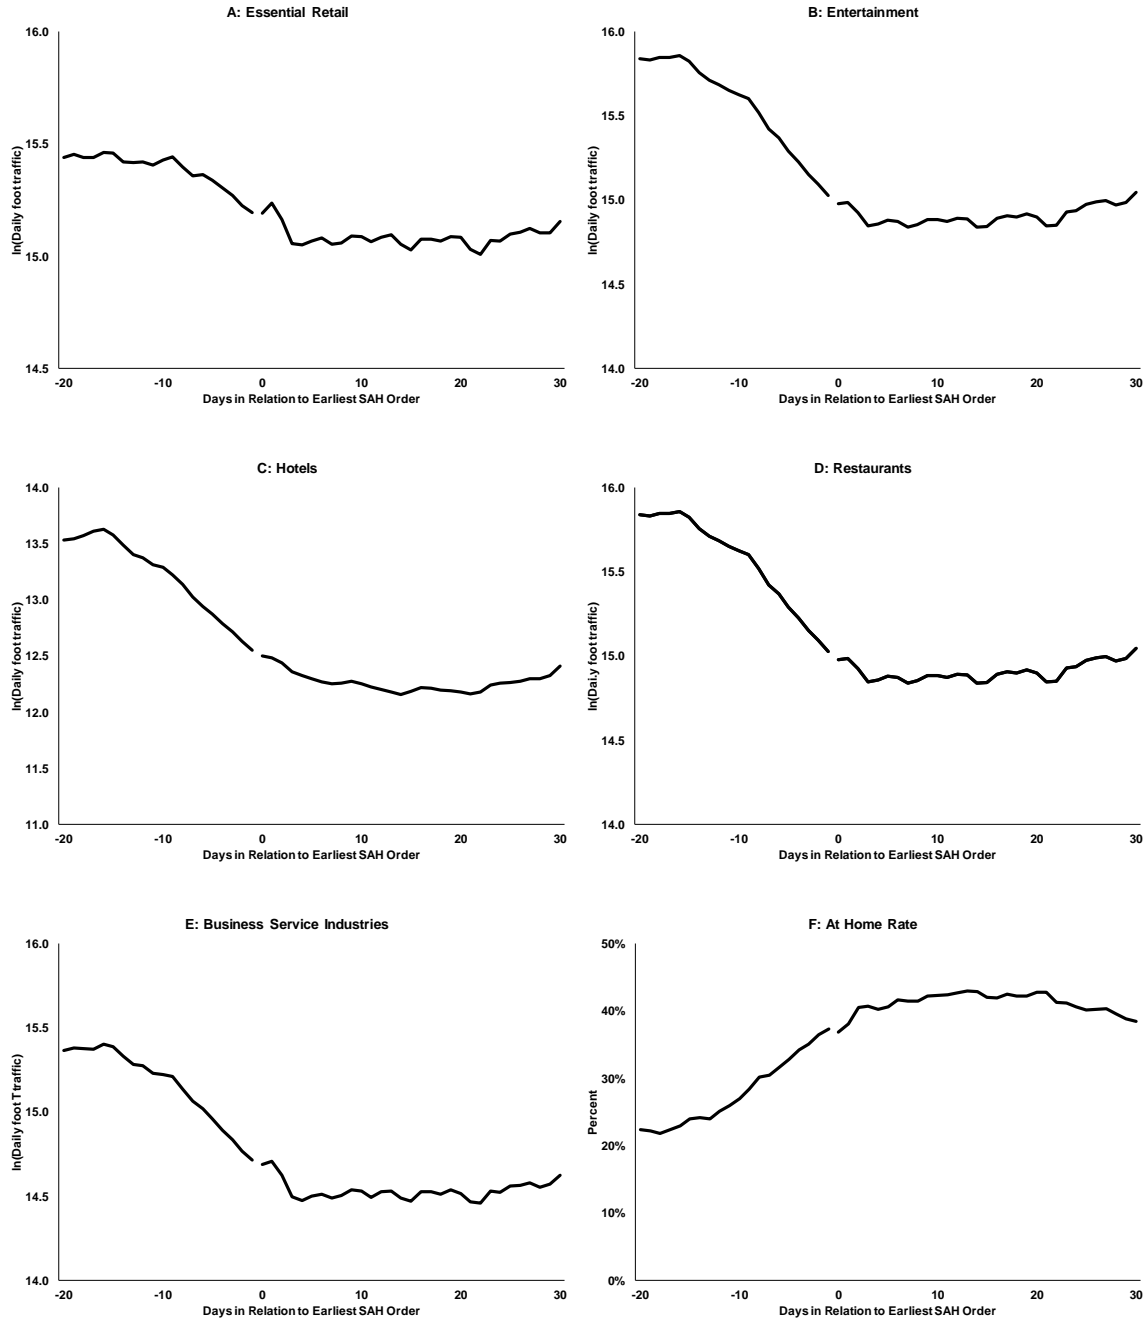 A: Essential Retail
16.0
15.5
15.0
14.5
ln(Daily foot traffic)
-20 -10 0 10 20 30
Days in Relation to Earliest SAH Order
B: Entertainment
16.0
15.5
15.0
14.5
14.0
ln(Daily foot traffic)
-20 -10 0 10 20 30
Days in Relation to Earliest SAH Order
C: Hotels
14.0
13.5
13.0
12.5
12.0
11.5
11.0
ln(Daily foot traffic)
-20 -10 0 10 20 30
Days in Relation to Earliest SAH Order
D: Restaurants
16.0
15.5
15.0
14.5
14.0
ln(Dai.y foot traffic)
-20 -10 0 10 20 30
Days in Relation to Earliest SAH Order
E: Business Service Industries
16.0
15.5
15.0
14.5
14.0
ln(Daily foot Ttraffic)
-20 -10 0 10 20 30
Days in Relation to Earliest SAH Order
F: At Home Rate
50%
40%
30%
20%
10%
0%
Percent
-20 -10 0 10 20 30
Days in Relation to Earliest SAH Order